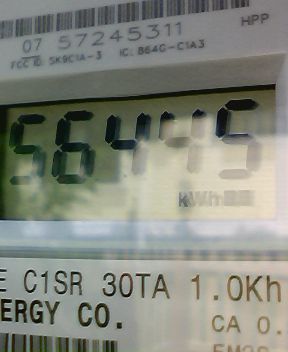 07 57245311
HPP
FCC ID: SK9C1A-3 IC: 864G-C1A3
56445
kWh
E C1SR 30TA 1.0Kh
ERGY CO.
CA 0.